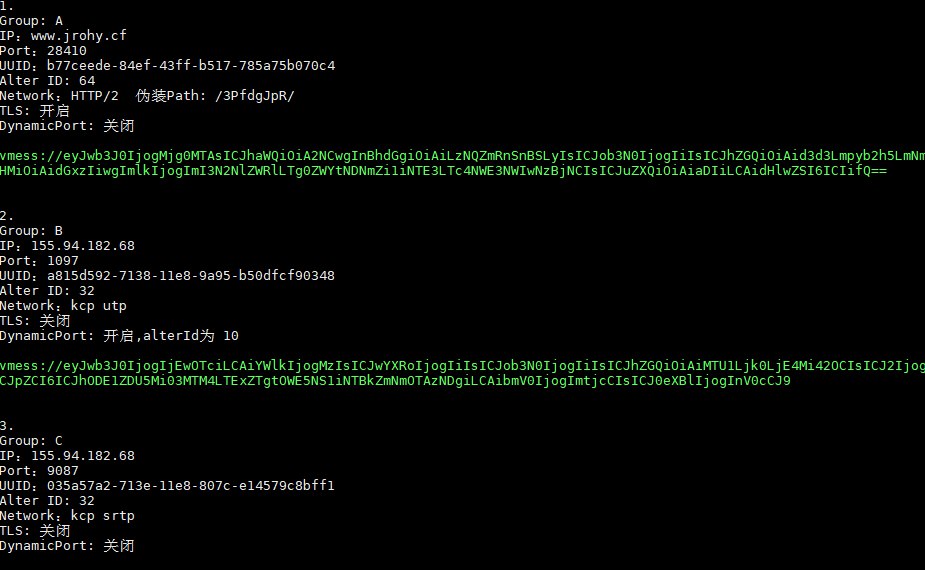 1.
Group: A
IP：www.jrohy.cf
Port：28410
UUID：b77ceede-84ef-43ff-b517-785a75b070c4
Alter ID: 64
Network：HTTP/2  伪装Path: /3PfdgJpR/
TLS: 开启
DynamicPort: 关闭
vmess://eyJwb3J0IjogMjg0MTAsICJhaWQiOiA2NCwgInBhdGgiOiAiLzNQZmRnSnBSLyIsICJob3N0IjogIiIsICJhZGQiOiAid3d3Lmpyb2h5LmNm
HMiOiAidGxzIiwgImlkIjogImI3N2NlZWRlLTg0ZWYtNDNmZi1iNTE3LTc4NWE3NWIwNzBjNCIsICJuZXQiOiAiaDIiLCAidHlwZSI6ICIifQ==
2.
Group: B
IP：155.94.182.68
Port：1097
UUID：a815d592-7138-11e8-9a95-b50dfcf90348
Alter ID: 32
Network：kcp utp
TLS: 关闭
DynamicPort: 开启,alterId为 10
vmess://eyJwb3J0IjogIjEwOTciLCAiYWlkIjogMzIsICJwYXRoIjogIiIsICJob3N0IjogIiIsICJhZGQiOiAiMTU1Ljk0LjE4Mi42OCIsICJ2Ijog
CJpZCI6ICJhODE1ZDU5Mi03MTM4LTExZTgtOWE5NS1iNTBkZmNmOTAzNDgiLCAibmV0IjogImtjcCIsICJ0eXBlIjogInV0cCJ9
3.
Group: C
IP：155.94.182.68
Port：9087
UUID：035a57a2-713e-11e8-807c-e14579c8bff1
Alter ID: 32
Network：kcp srtp
TLS: 关闭
DynamicPort: 关闭